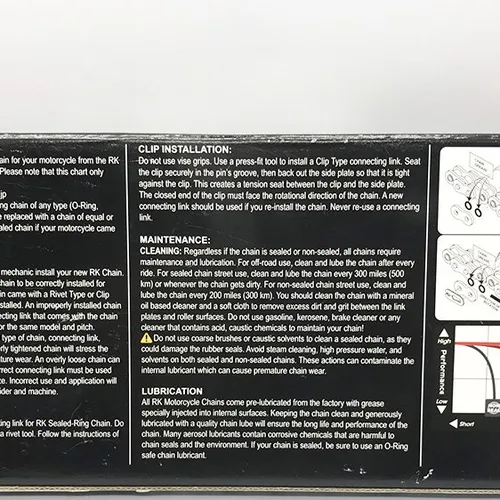 ain for your motorcycle from the RK
Please note that this chart only
jp
ring chain of any type (O-Ring,
e replaced with a chain of equal or
aled chain if your motorcycle came
mechanic install your new RK Chain.
chain to be correctly installed for
in came with a Rivet Type or Clip
stalled. An improperly installed chain
cting link that comes with the chain
or the same model and pitch.
type of chain, connecting link,
erly tightened chain will stress the
ture wear. An overly loose chain can
rrect connecting link must be used
te. Incorrect use and application will
rider and machine.
ting link for RK Sealed-Ring Chain. Do
a rivet tool. Follow the instructions of
CLIP INSTALLATION:
Do not use vise grips. Use a press-fit tool to install a Clip Type connecting link. Seat
the clip securely in the pin's groove, then back out the side plate so that it is tight
against the clip. This creates a tension seat between the clip and the side plate.
The closed end of the clip must face the rotational direction of the chain. A new
connecting link should be used if you re-install the chain. Never re-use a connecting
link.
MAINTENANCE:
CLEANING: Regardless if the chain is sealed or non-sealed, all chains require
maintenance and lubrication. For off-road use, clean and lube the chain after every
ride. For sealed chain street use, clean and lube the chain every 300 miles (500
km) or whenever the chain gets dirty. For non-sealed chain street use, clean and
lube the chain every 200 miles (300 km). You should clean the chain with a mineral
oil based cleaner and a soft cloth to remove excess dirt and grit between the link
plates and roller surfaces. Do not use gasoline, kerosene, brake cleaner or any
cleaner that contains acid, caustic chemicals to maintain your chain!
Do not use coarse brushes or caustic solvents to clean a sealed chain, as they
could damage the rubber seals. Avoid steam cleaning, high pressure water, and
solvents on both sealed and non-sealed chains. These actions can contaminate the
internal lubricant which can cause premature chain wear.
LUBRICATION
All RK Motorcycle Chains come pre-lubricated from the factory with grease
specially injected into internal surfaces. Keeping the chain clean and generously
lubricated with a quality chain lube will ensure the long life and performance of the
chain. Many aerosol lubricants contain corrosive chemicals that are harmful to
chain seals and the environment. If your chain is sealed, be sure to use an O-Ring
safe chain lubricant.
High
Performance
Low
Short